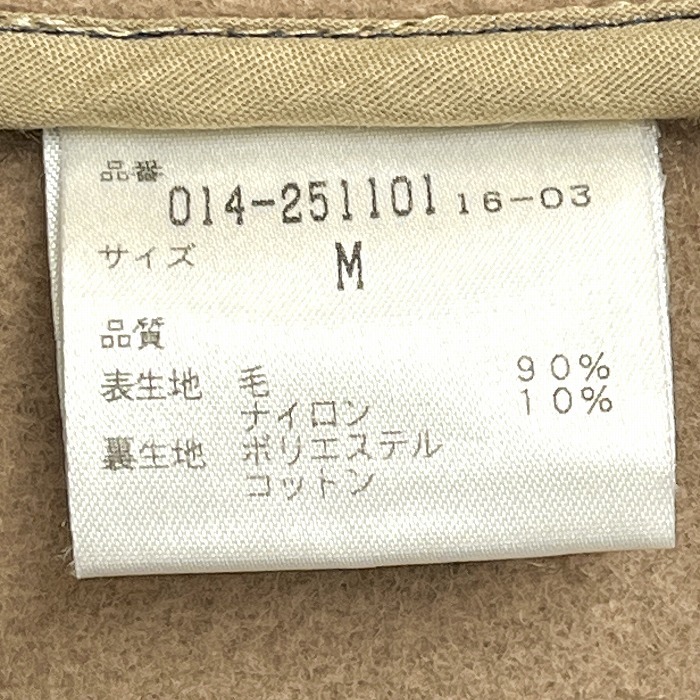 品番
014-251101 16-03
サイズ M
品質
表生地 毛 90%
ナイロン 10%
裏生地 ポリエステル
コットン